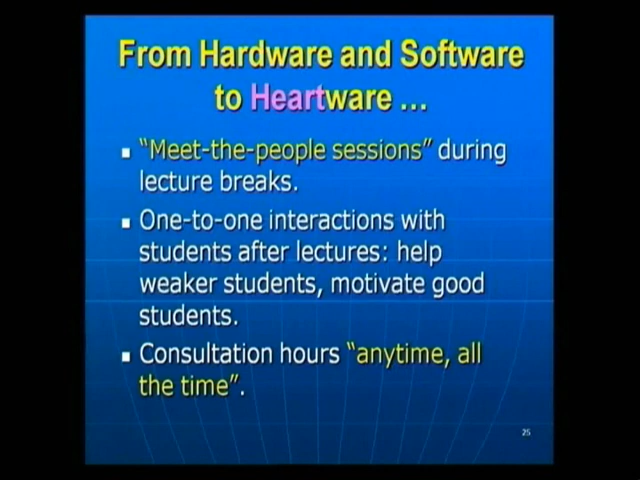 From Hardware and Software
to Heartware ...
“Meet-the-people sessions” during
lecture breaks.
One-to-one interactions with
students after lectures: help
weaker students, motivate good
students.
Consultation hours “anytime, all
the time”.
25